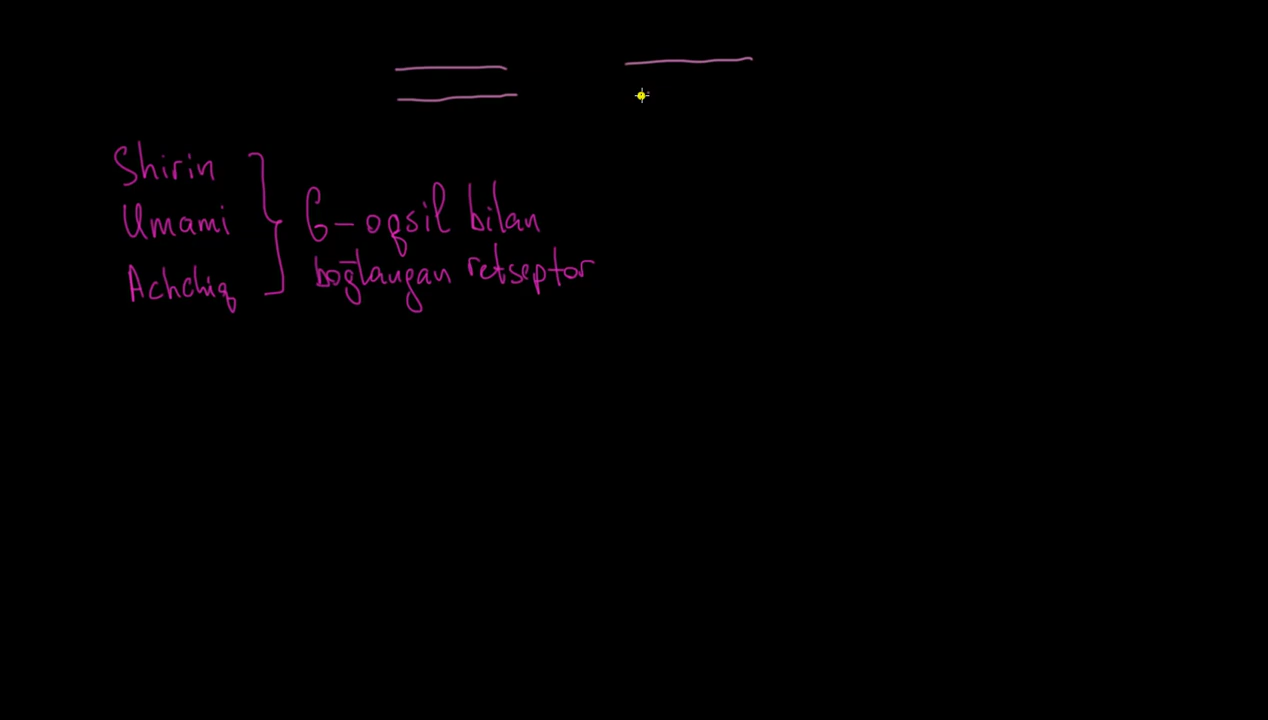 Shirin
Umami
Achchiq
G-oqsil bilan
bog̅langan retseptor